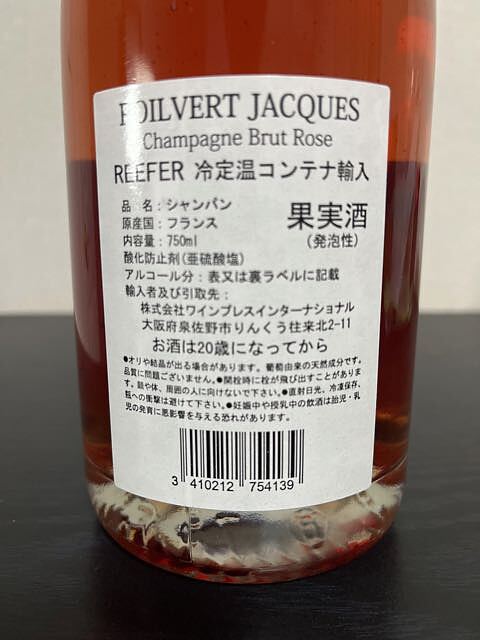 FOILVERT JACQUES
Champagne Brut Rose
REEFER 冷定温コンテナ輸入
品 名：シャンパン
原産国：フランス
内容量：750ml
果実酒
(発泡性)
酸化防止剤(亜硫酸塩)
アルコール分：表又は裏ラベルに記載
輸入者及び引取先：
株式会社ワインプレスインターナショナル
大阪府泉佐野市りんくう往来北2-11
お酒は20歳になってから
●オリや結晶が出る場合があります。葡萄由来の天然成分です。
品質に問題ございません。●開栓時に栓が飛び出すことがあり
ます。顔や体、周囲の人に向けないで下さい。●直射日光、冷凍保存、
瓶への衝撃は避けて下さい。●妊娠中や授乳中の飲酒は胎児・乳
児の発育に悪影響を与える恐れがあります。
3 410212 754139